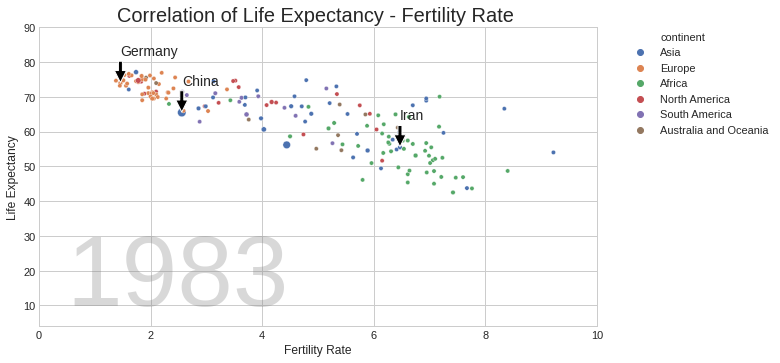 Correlation of Life Expectancy - Fertility Rate
90
80
70
60
50
40
30
20
10
Life Expectancy
Germany
China
Iran
1983
0
2
4
6
8
10
Fertility Rate
continent
Asia
Europe
Africa
North America
South America
Australia and Oceania